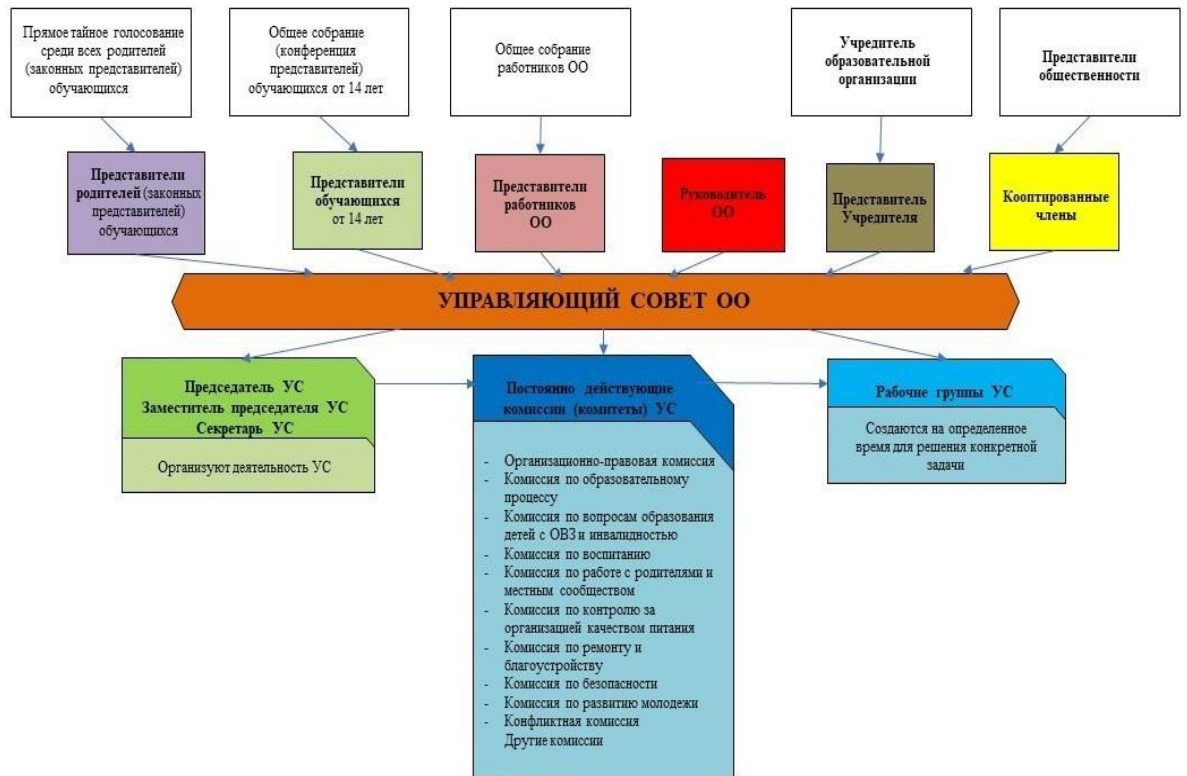 Прямое тайное голосование
среди всех родителей
(законных представителей)
обучающихся
Общее собрание
(конференция
представителей)
обучающихся от 14 лет
Общее собрание
работников ОО
Учредитель
образовательной
организации
Представители
общественности
Представители
родителей (законных
представителей)
обучающихся
Представители
обучающихся
от 14 лет
Представители
работников
ОО
Руководитель
ОО
Представитель
Учредителя
Кооптированные
члены
УПРАВЛЯЮЩИЙ СОВЕТ ОО
Председатель УС
Заместитель председателя УС
Секретарь УС
Организуют деятельность УС
Постоянно действующие
комиссии (комитеты) УС
- Организационно-правовая комиссия
- Комиссия по образовательному
процессу
- Комиссия по вопросам образования
детей с ОВЗ и инвалидностью
- Комиссия по воспитанию
- Комиссия по работе с родителями и
местным сообществом
- Комиссия по контролю за
организацией качеством питания
- Комиссия по ремонту и
благоустройству
- Комиссия по безопасности
- Комиссия по развитию молодежи
- Конфликтная комиссия
Другие комиссии
Рабочие группы УС
Создаются на определенное
время для решения конкретной
задачи